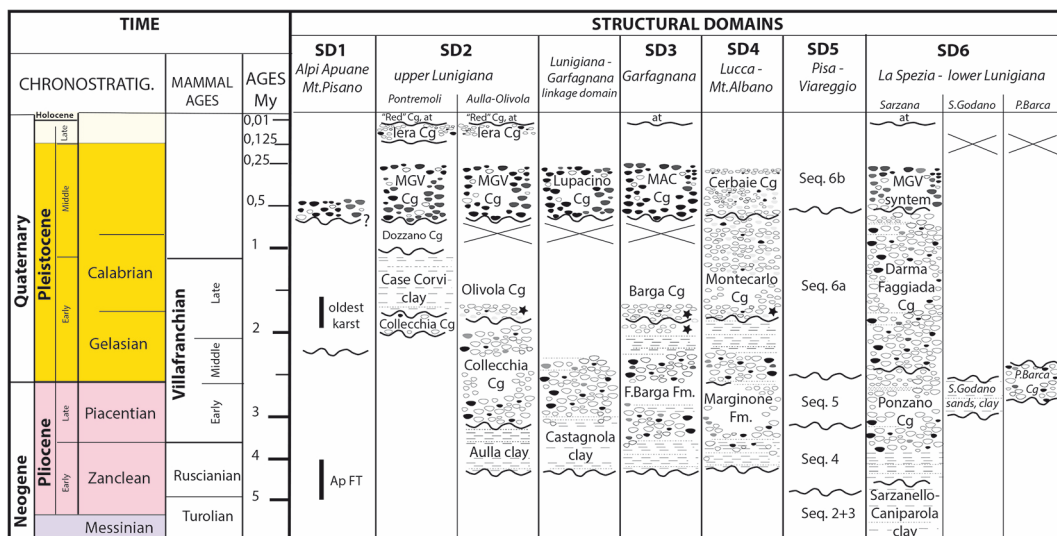 TIME
STRUCTURAL DOMAINS
CHRONOSTRATIG.
MAMMAL
AGES
AGES
My
SD1
Alpi Apuane
Mt.Pisano
SD2
upper Lunigiana
Pontremoli
Aulla-Olivola
Lunigiana-
Garfagnana
linkage domain
SD3
Garfagnana
SD4
Lucca -
Mt.Albano
SD5
Pisa -
Viareggio
SD6
La Spezia - lower Lunigiana
Sarzana
S.Godano
P.Barca
Quaternary
Neogene
Pleistocene
Pliocene
Holocene
Late
Middle
Early
Late
Early
Calabrian
Gelasian
Piacentian
Zanclean
Messinian
Villafranchian
Late
Middle
Early
Ruscianian
Turolian
0,01
0,125
0,25
0,5
1
2
3
4
5
?
oldest
karst
Ap FT
"Red" Cg, at
Iera Cg
MGV
Cg
Dozzano Cg
Case Corvi
clay
Collecchia Cg
"Red" Cg, at
Iera Cg
MGV
Cg
Olivola Cg
Collecchia
Cg
Aulla clay
Lupacino
Cg
Castagnola
clay
at
MAC
Cg
Barga Cg
F.Barga Fm.
Cerbaie Cg
Montecarlo
Cg
Marginone
Fm.
Seq. 6b
Seq. 6a
Seq. 5
Seq. 4
Seq. 2+3
at
MGV
syntem
Darma
Faggiada
Cg
Ponzano
Cg
Sarzanello-
Caniparola
clay
S.Godano
sands, clay
P.Barca
Cg